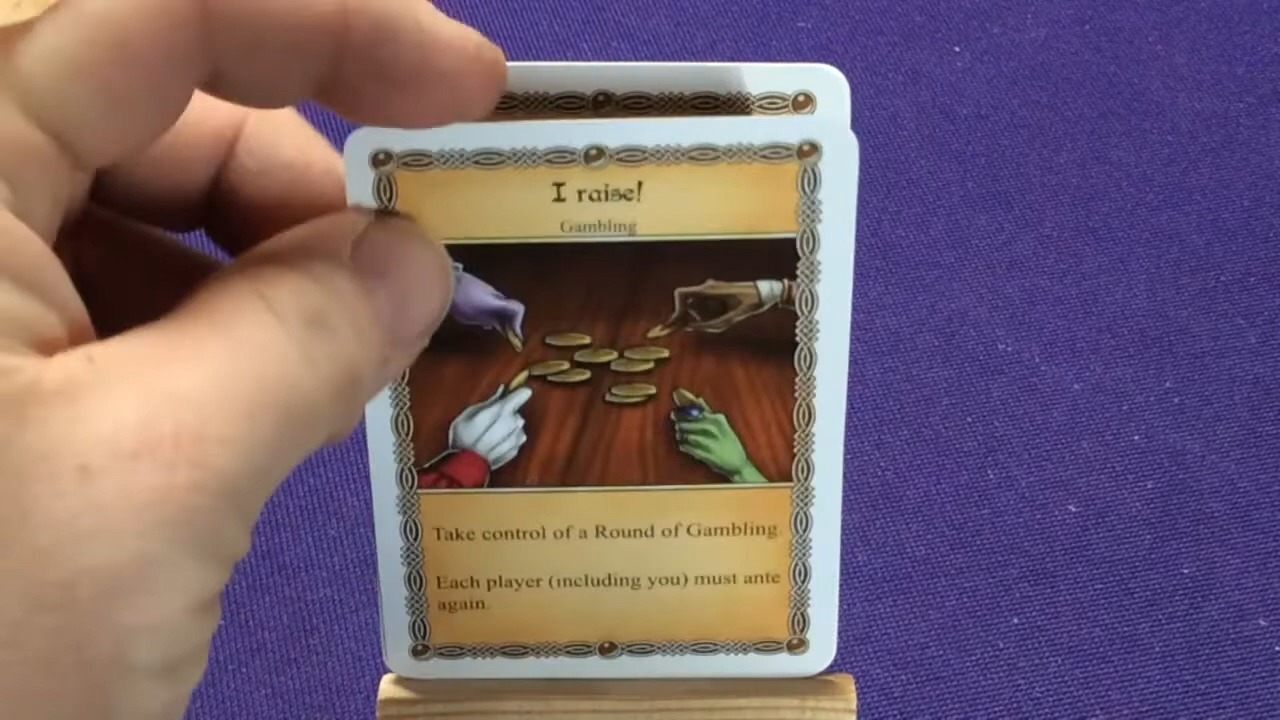 I raise!
Gambling
Take control of a Round of Gambling.
Each player (including you) must ante
again.